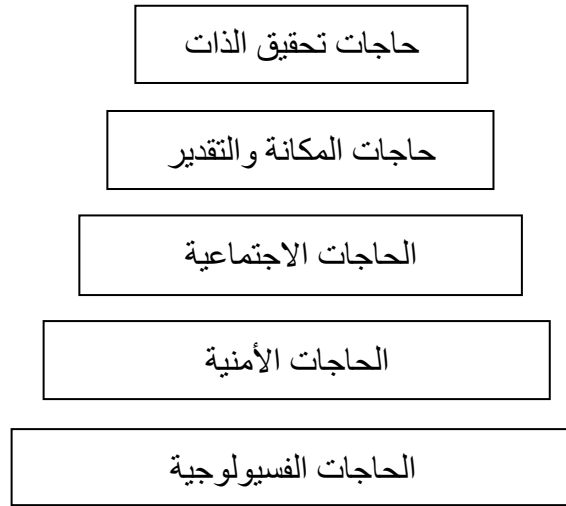 حاجات تحقيق الذات
حاجات المكانة والتقدير
الحاجات الاجتماعية
الحاجات الأمنية
الحاجات الفسيولوجية